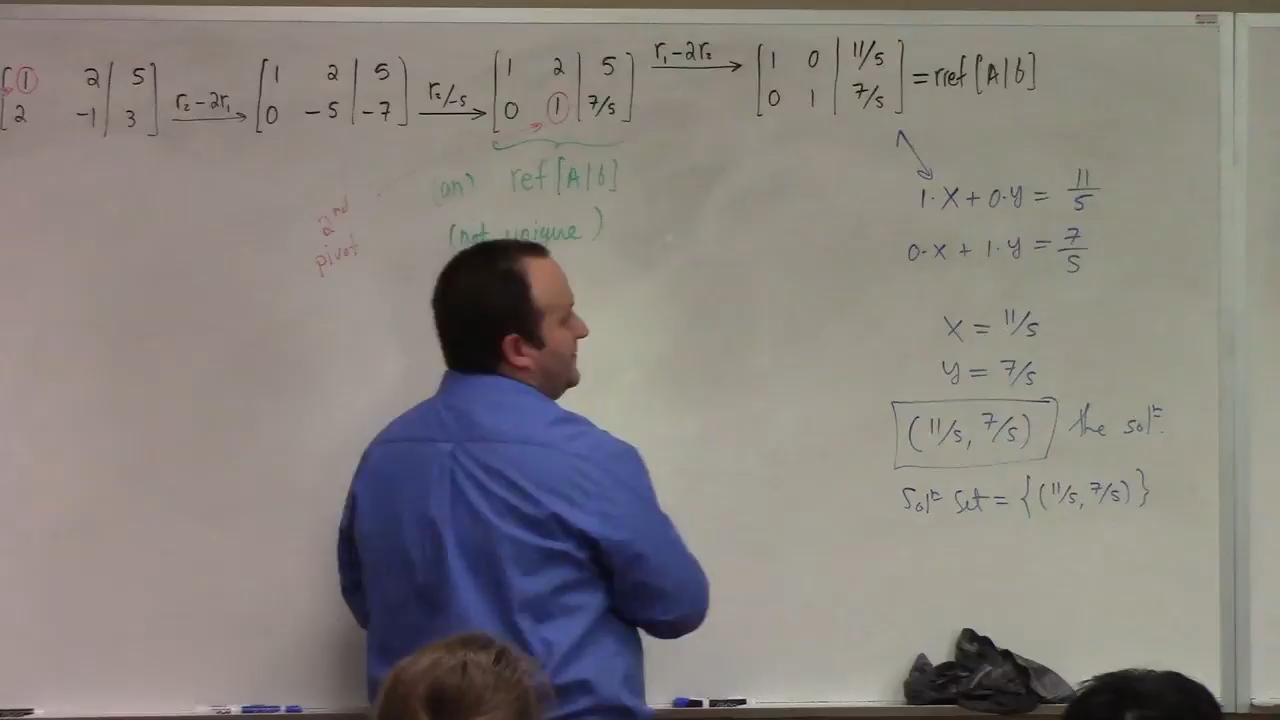 [① 2 | 5] r₂-2r₁ → [1 2 | 5] r₂/-5 → [1 2 | 5] r₁-2r₂ → [1 0 | 11/5] = rref[A|b]
[2 -1 | 3] [0 -5 | -7] [0 ① | 7/5] [0 1 | 7/5]
(an) ref[A|b]
(not unique)
2nd
pivot
1·x + 0·y = 11/5
0·x + 1·y = 7/5
x = 11/5
y = 7/5
(11/5, 7/5) the solⁿ.
Solⁿ Set = {(11/5, 7/5)}